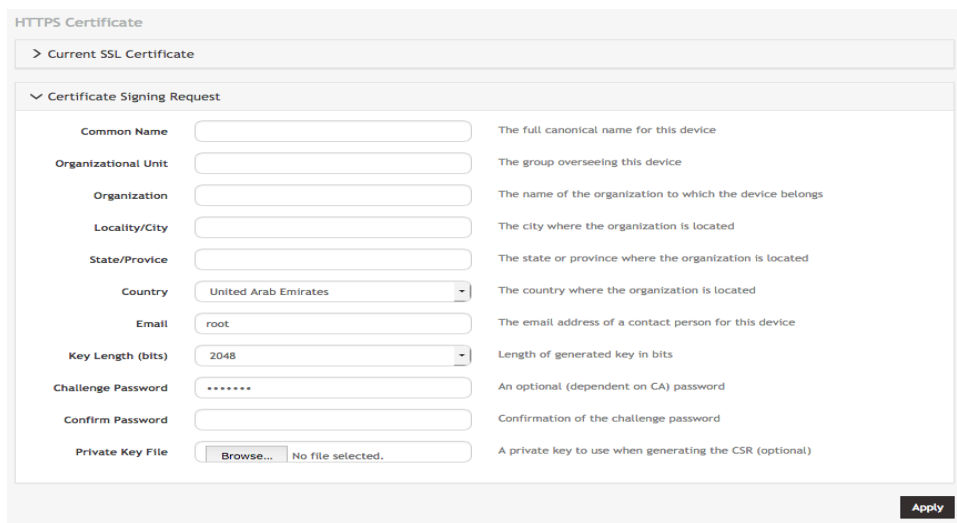 HTTPS Certificate
Current SSL Certificate
Certificate Signing Request
Common Name The full canonical name for this device
Organizational Unit The group overseeing this device
Organization The name of the organization to which the device belongs
Locality/City The city where the organization is located
State/Provice The state or province where the organization is located
Country United Arab Emirates The country where the organization is located
Email root The email address of a contact person for this device
Key Length (bits) 2048 Length of generated key in bits
Challenge Password ••••••• An optional (dependent on CA) password
Confirm Password Confirmation of the challenge password
Private Key File Browse... No file selected. A private key to use when generating the CSR (optional)
Apply